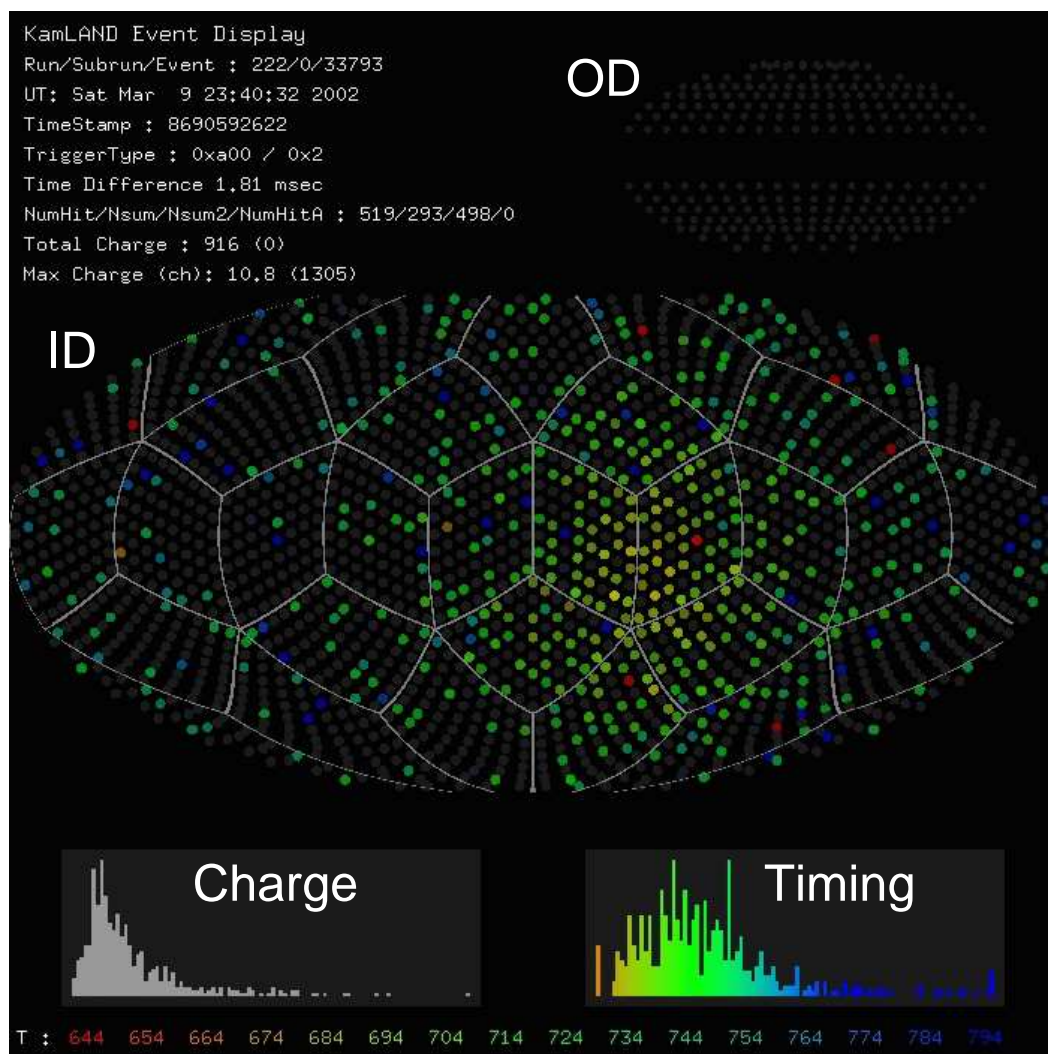 KamLAND Event Display
Run/Subrun/Event : 222/0/33793
UT: Sat Mar  9 23:40:32 2002
TimeStamp : 8690592622
TriggerType : 0xa00 / 0x2
Time Difference 1.81 msec
NumHit/Nsum/Nsum2/NumHitA : 519/293/498/0
Total Charge : 916 (0)
Max Charge (ch): 10.8 (1305)
OD
ID
Charge
Timing
T : 644 654 664 674 684 694 704 714 724 734 744 754 764 774 784 794